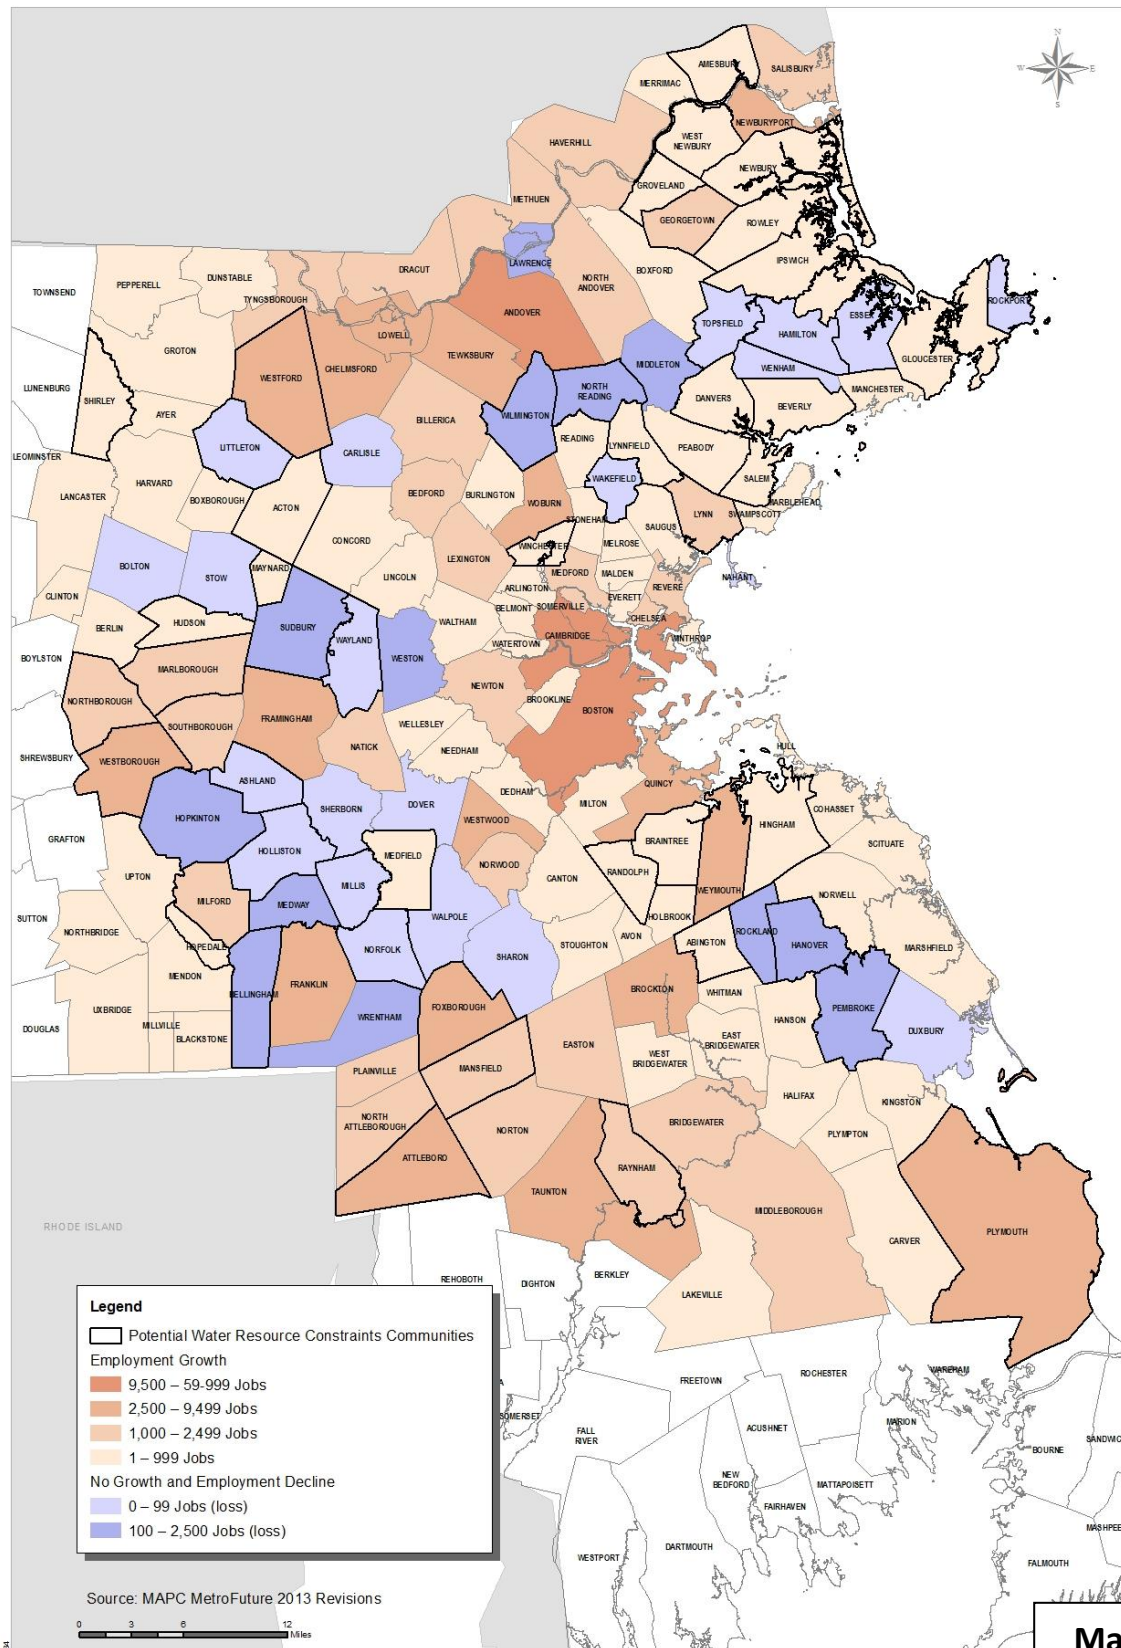 N
W
E
S
AMESBURY
SALISBURY
MERRIMAC
NEWBURYPORT
WEST
NEWBURY
HAVERHILL
NEWBURY
GROVELAND
METHUEN
GEORGETOWN
ROWLEY
LAWRENCE
IPSWICH
DRACUT
NORTH
ANDOVER
BOXFORD
DUNSTABLE
PEPPERELL
TOWNSEND
TYNGSBOROUGH
ROCKPORT
ANDOVER
TOPSFIELD
HAMILTON
ESSEX
LOWELL
TEWKSBURY
GROTON
GLOUCESTER
MIDDLETON
WENHAM
WESTFORD
CHELMSFORD
LUNENBURG
SHIRLEY
MANCHESTER
NORTH
READING
DANVERS
BEVERLY
AYER
WILMINGTON
BILLERICA
READING
LYNNFIELD
PEABODY
LITTLETON
CARLISLE
LEOMINSTER
WAKEFIELD
SALEM
HARVARD
LANCASTER
BOXBOROUGH
BEDFORD
BURLINGTON
MARBLEHEAD
ACTON
WOBURN
LYNN
SWAMPSCOTT
STONEHAM
SAUGUS
CONCORD
WINCHESTER
MELROSE
LEXINGTON
BOLTON
STOW
MAYNARD
LINCOLN
MEDFORD
MALDEN
NAHANT
ARLINGTON
REVERE
CLINTON
EVERETT
BELMONT
SOMERVILLE
HUDSON
BERLIN
SUDBURY
WAYLAND
WALTHAM
CHELSEA
CAMBRIDGE
WINTHROP
WATERTOWN
BOYLSTON
WESTON
MARLBOROUGH
NEWTON
NORTHBOROUGH
BROOKLINE
BOSTON
FRAMINGHAM
SOUTHBOROUGH
WELLESLEY
NATICK
NEEDHAM
HULL
SHREWSBURY
WESTBOROUGH
ASHLAND
QUINCY
SHERBORN
DOVER
DEDHAM
MILTON
COHASSET
HOPKINTON
WESTWOOD
HINGHAM
GRAFTON
BRAINTREE
SCITUATE
HOLLISTON
MEDFIELD
NORWOOD
RANDOLPH
UPTON
CANTON
WEYMOUTH
MILLIS
MILFORD
NORWELL
MEDWAY
HOLBROOK
SUTTON
WALPOLE
ROCKLAND
NORTHBRIDGE
AVON
ABINGTON
HANOVER
MARSHFIELD
HOPEDALE
NORFOLK
SHARON
STOUGHTON
MENDON
FRANKLIN
BROCKTON
WHITMAN
BELLINGHAM
FOXBOROUGH
PEMBROKE
UXBRIDGE
WRENTHAM
HANSON
DOUGLAS
MILLVILLE
EAST
BRIDGEWATER
DUXBURY
BLACKSTONE
EASTON
WEST
BRIDGEWATER
MANSFIELD
PLAINVILLE
HALIFAX
KINGSTON
NORTH
ATTLEBOROUGH
NORTON
BRIDGEWATER
PLYMPTON
ATTLEBORO
RAYNHAM
TAUNTON
MIDDLEBOROUGH
RHODE ISLAND
PLYMOUTH
CARVER
BERKLEY
REHOBOTH
DIGHTON
LAKEVILLE
Legend
Potential Water Resource Constraints Communities
Employment Growth
9,500 – 59-999 Jobs
2,500 – 9,499 Jobs
1,000 – 2,499 Jobs
1 – 999 Jobs
No Growth and Employment Decline
0 – 99 Jobs (loss)
100 – 2,500 Jobs (loss)
FREETOWN
ROCHESTER
WAREHAM
A
SOMERSET
FALL
RIVER
ACUSHNET
MARION
SANDWIC
BOURNE
NEW
BEDFORD
MATTAPOISETT
FAIRHAVEN
MASHPEE
DARTMOUTH
WESTPORT
FALMOUTH
Source: MAPC MetroFuture 2013 Revisions
0 3 6 12
Miles
Ma